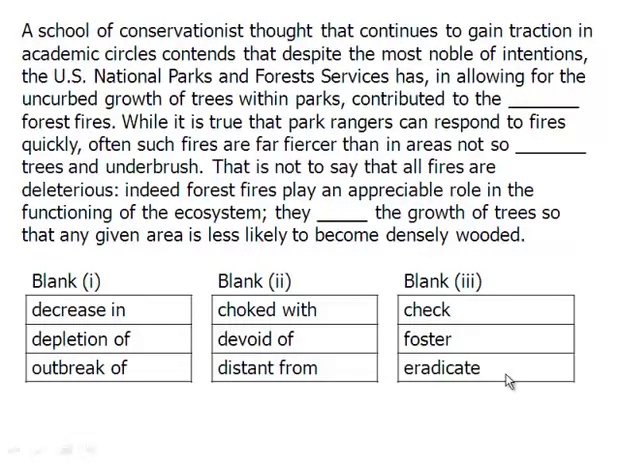 A school of conservationist thought that continues to gain traction in
academic circles contends that despite the most noble of intentions,
the U.S. National Parks and Forests Services has, in allowing for the
uncurbed growth of trees within parks, contributed to the _______
forest fires. While it is true that park rangers can respond to fires
quickly, often such fires are far fiercer than in areas not so _______
trees and underbrush. That is not to say that all fires are
deleterious: indeed forest fires play an appreciable role in the
functioning of the ecosystem; they _____ the growth of trees so
that any given area is less likely to become densely wooded.
Blank (i) Blank (ii) Blank (iii)
decrease in choked with check
depletion of devoid of foster
outbreak of distant from eradicate